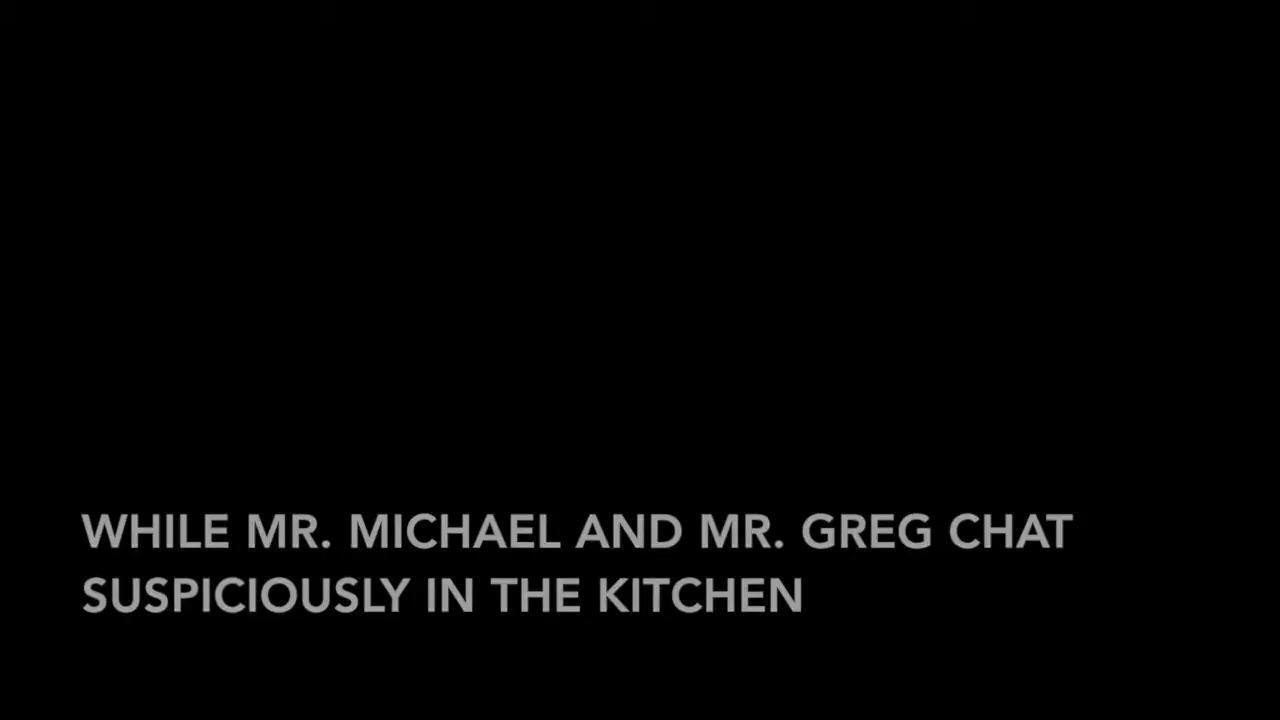 WHILE MR. MICHAEL AND MR. GREG CHAT
SUSPICIOUSLY IN THE KITCHEN